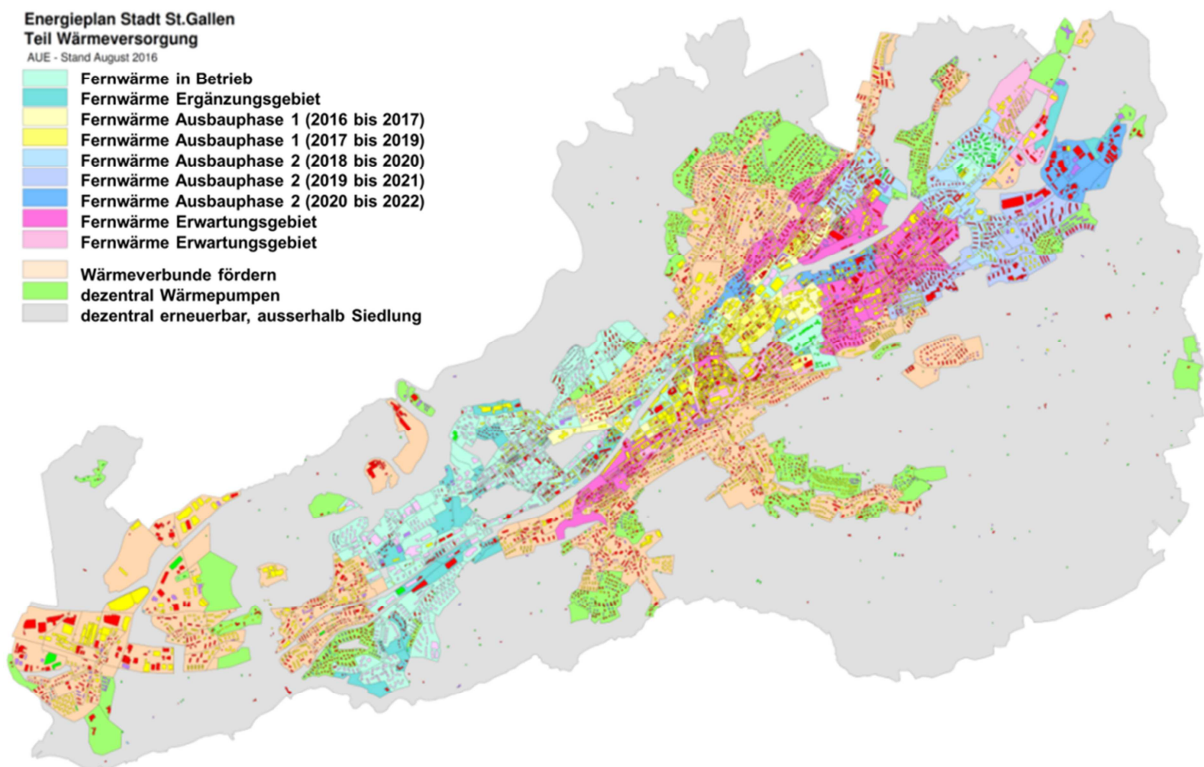 Energieplan Stadt St.Gallen
Teil Wärmeversorgung
AUE - Stand August 2016
Fernwärme in Betrieb
Fernwärme Ergänzungsgebiet
Fernwärme Ausbauphase 1 (2016 bis 2017)
Fernwärme Ausbauphase 1 (2017 bis 2019)
Fernwärme Ausbauphase 2 (2018 bis 2020)
Fernwärme Ausbauphase 2 (2019 bis 2021)
Fernwärme Ausbauphase 2 (2020 bis 2022)
Fernwärme Erwartungsgebiet
Fernwärme Erwartungsgebiet
Wärmeverbunde fördern
dezentral Wärmepumpen
dezentral erneuerbar, ausserhalb Siedlung